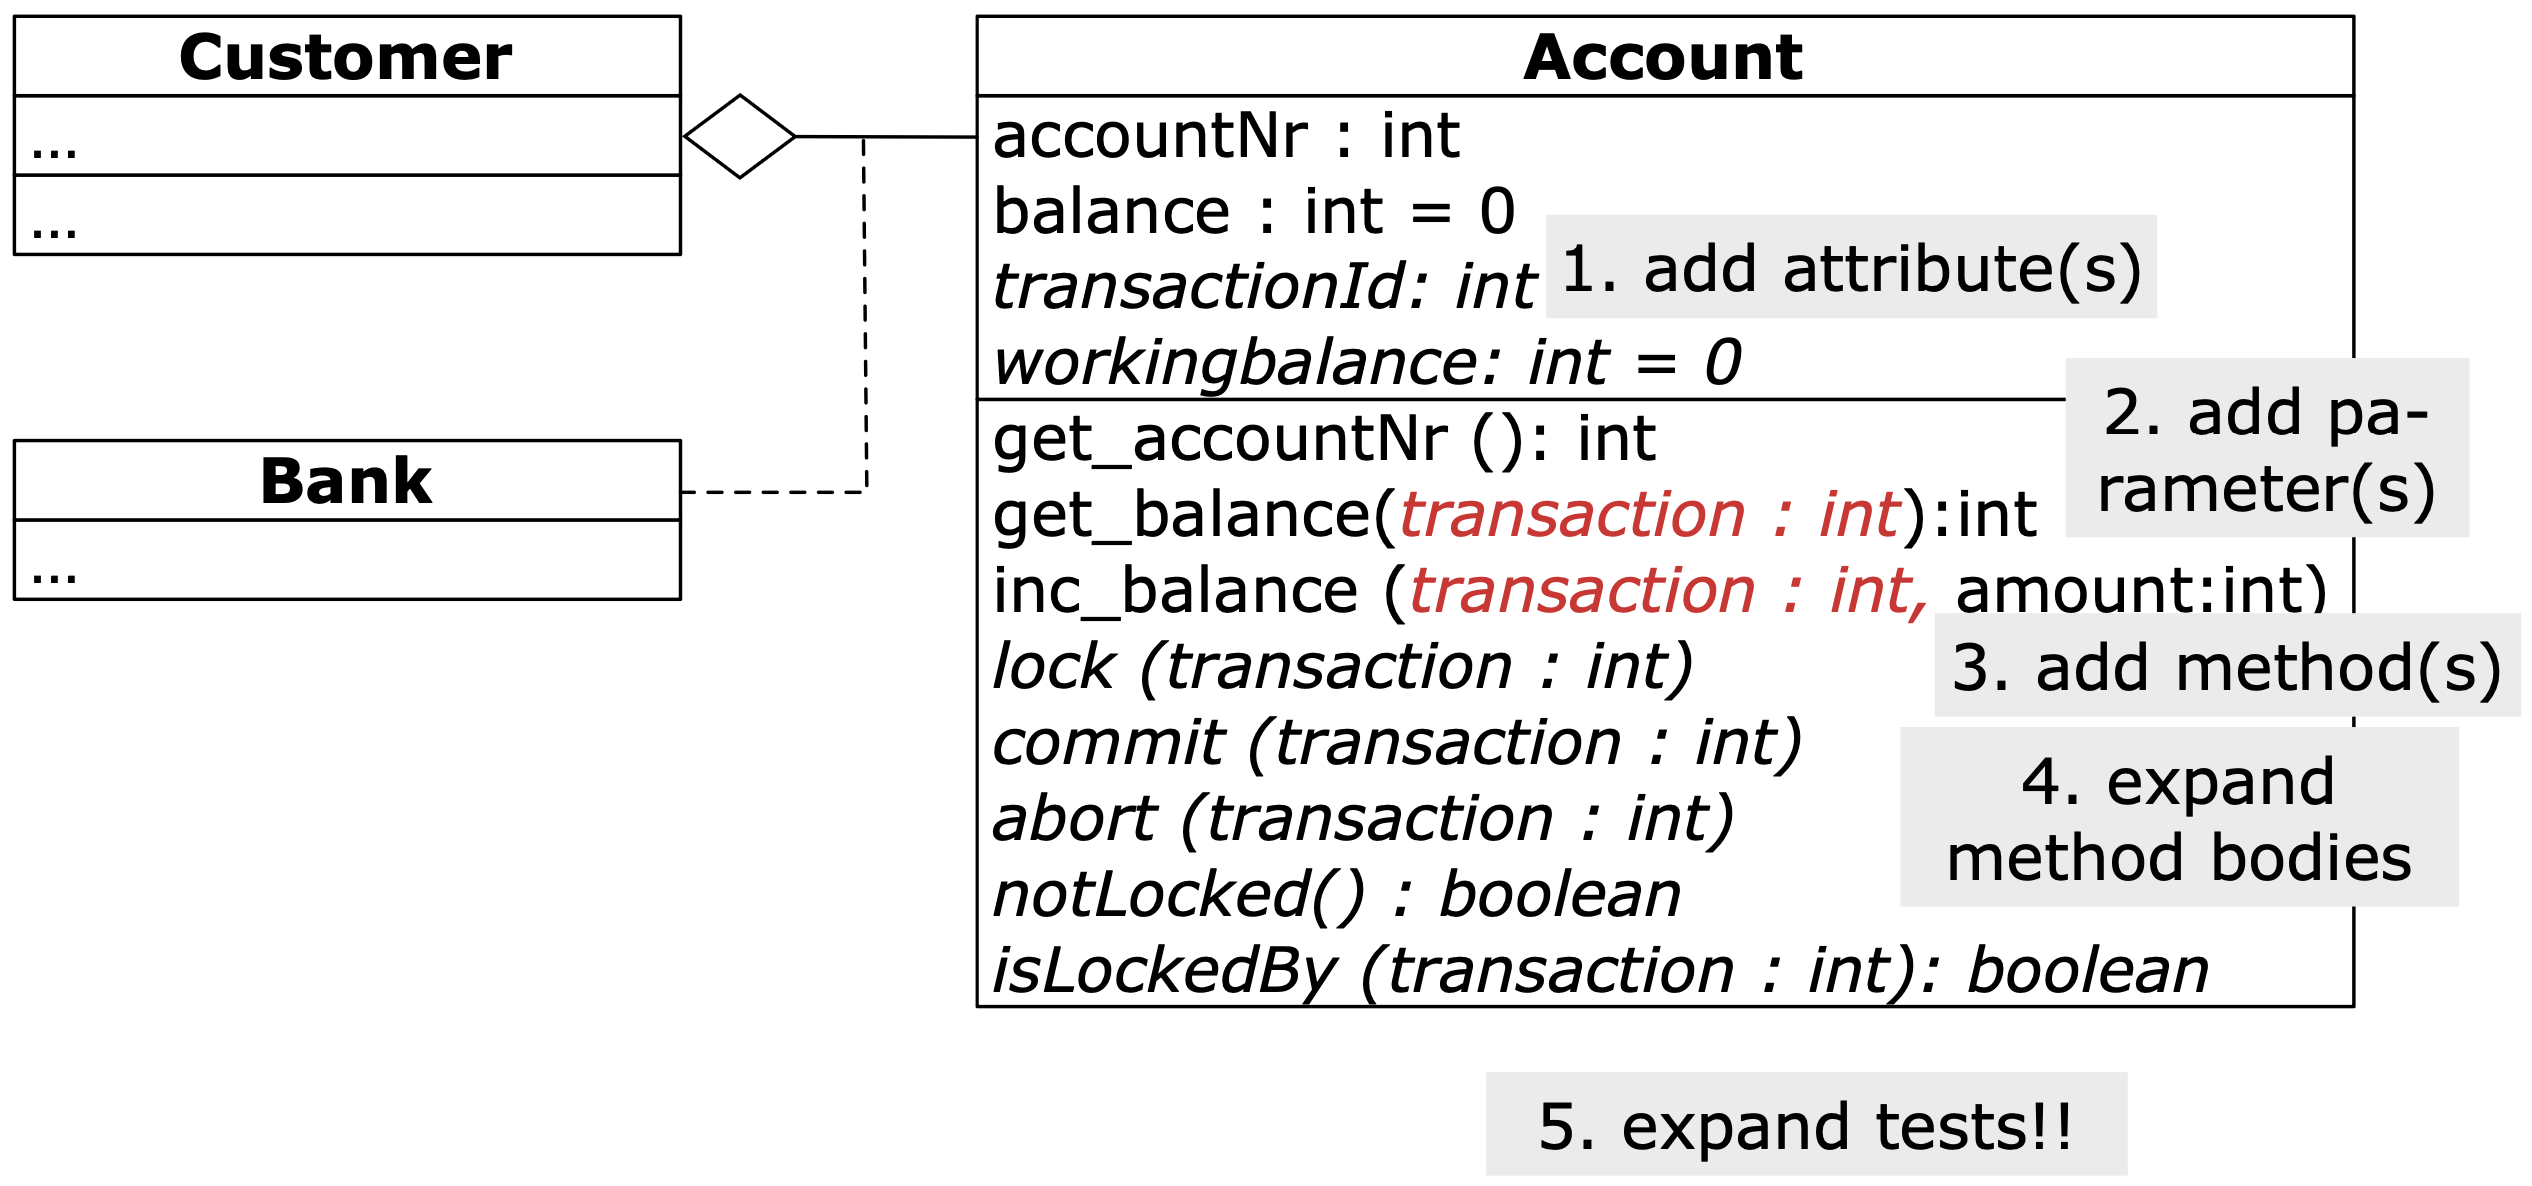 Customer
...
...
Bank
...
Account
accountNr : int
balance : int = 0
transactionId: int
workingbalance: int = 0
get_accountNr (): int
get_balance(transaction : int):int
inc_balance (transaction : int, amount:int)
lock (transaction : int)
commit (transaction : int)
abort (transaction : int)
notLocked() : boolean
isLockedBy (transaction : int): boolean
1. add attribute(s)
2. add pa-
rameter(s)
3. add method(s)
4. expand
method bodies
5. expand tests!!